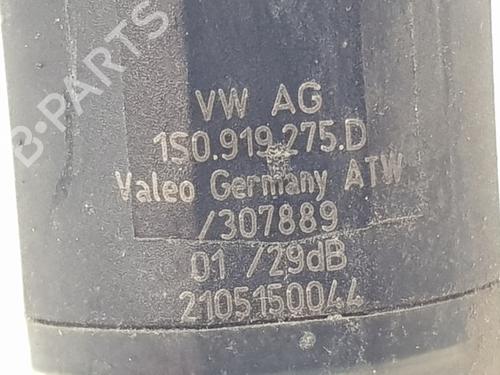 B-PARTS
VW AG
1S0.919.275.D
Valeo Germany ATW
/307889
01 /29dB
2105150044